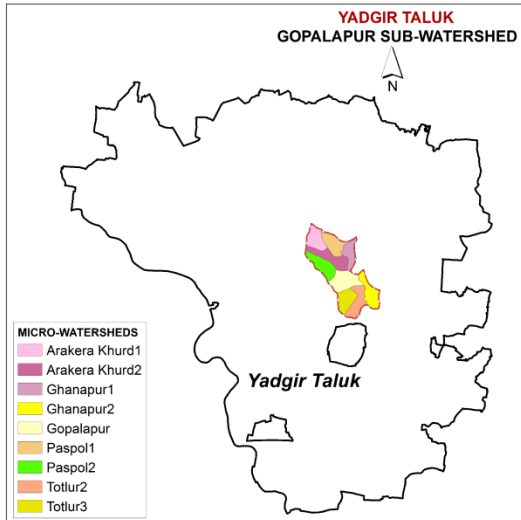 YADGIR TALUK
GOPALAPUR SUB-WATERSHED
N
Yadgir Taluk
MICRO-WATERSHEDS
Arakera Khurd1
Arakera Khurd2
Ghanapur1
Ghanapur2
Gopalapur
Paspol1
Paspol2
Totlur2
Totlur3